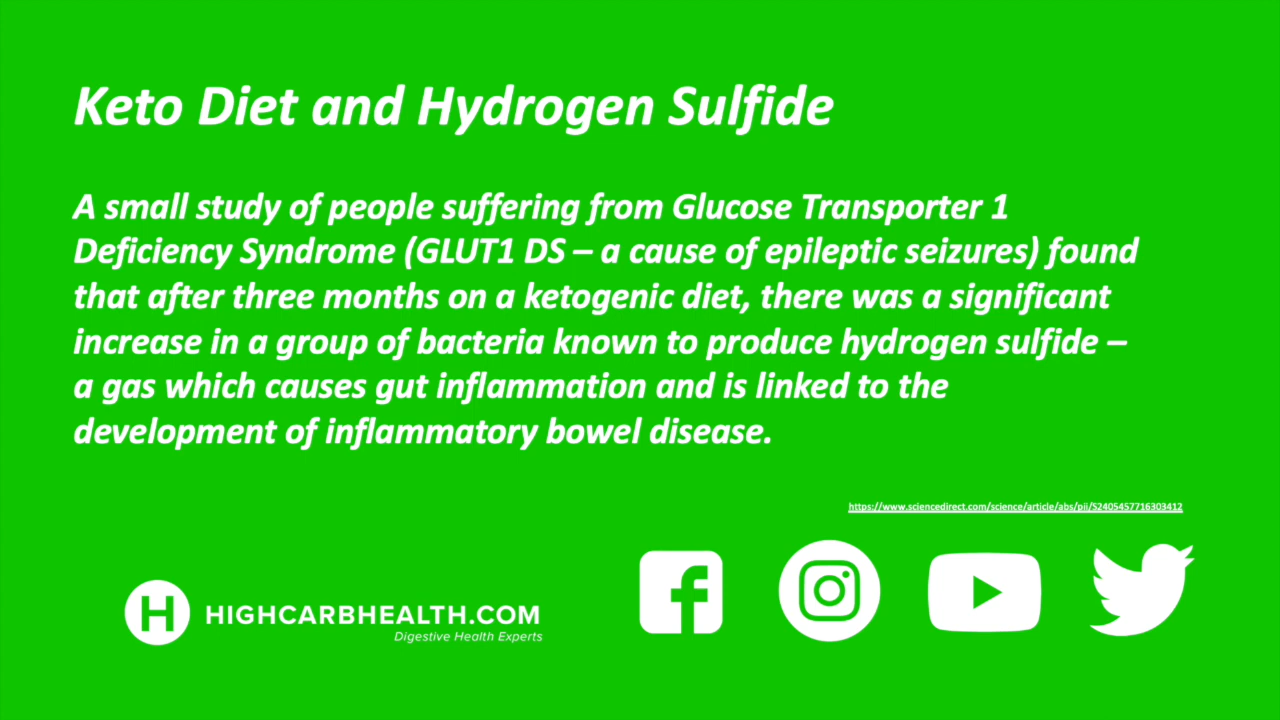 Keto Diet and Hydrogen Sulfide
A small study of people suffering from Glucose Transporter 1
Deficiency Syndrome (GLUT1 DS – a cause of epileptic seizures) found
that after three months on a ketogenic diet, there was a significant
increase in a group of bacteria known to produce hydrogen sulfide –
a gas which causes gut inflammation and is linked to the
development of inflammatory bowel disease.
https://www.sciencedirect.com/science/article/abs/pii/S2405457716303412
H HIGHCARBHEALTH.COM
Digestive Health Experts